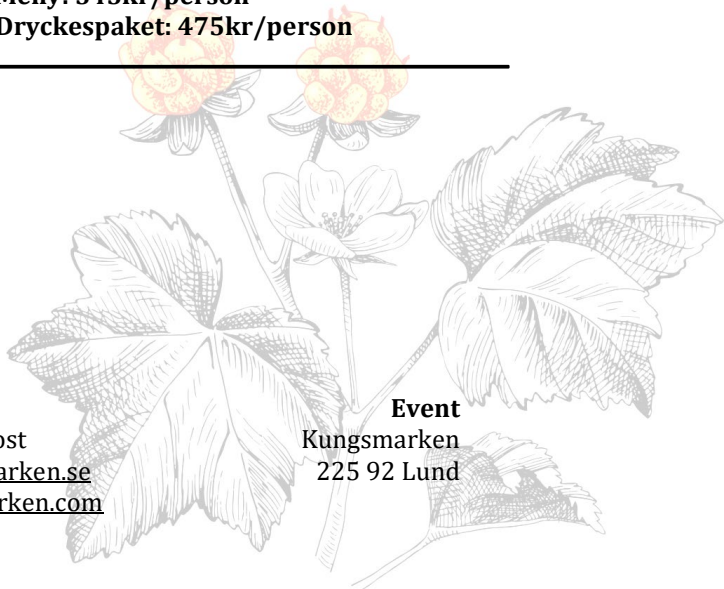 Dryckespaket: 475kr/person
Event
ost Kungsmarken
arken.se 225 92 Lund
rken.com